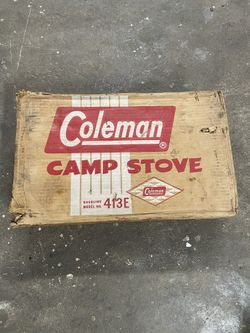 Coleman®
CAMP STOVE
GASOLINE
MODEL NO. 413E
Coleman